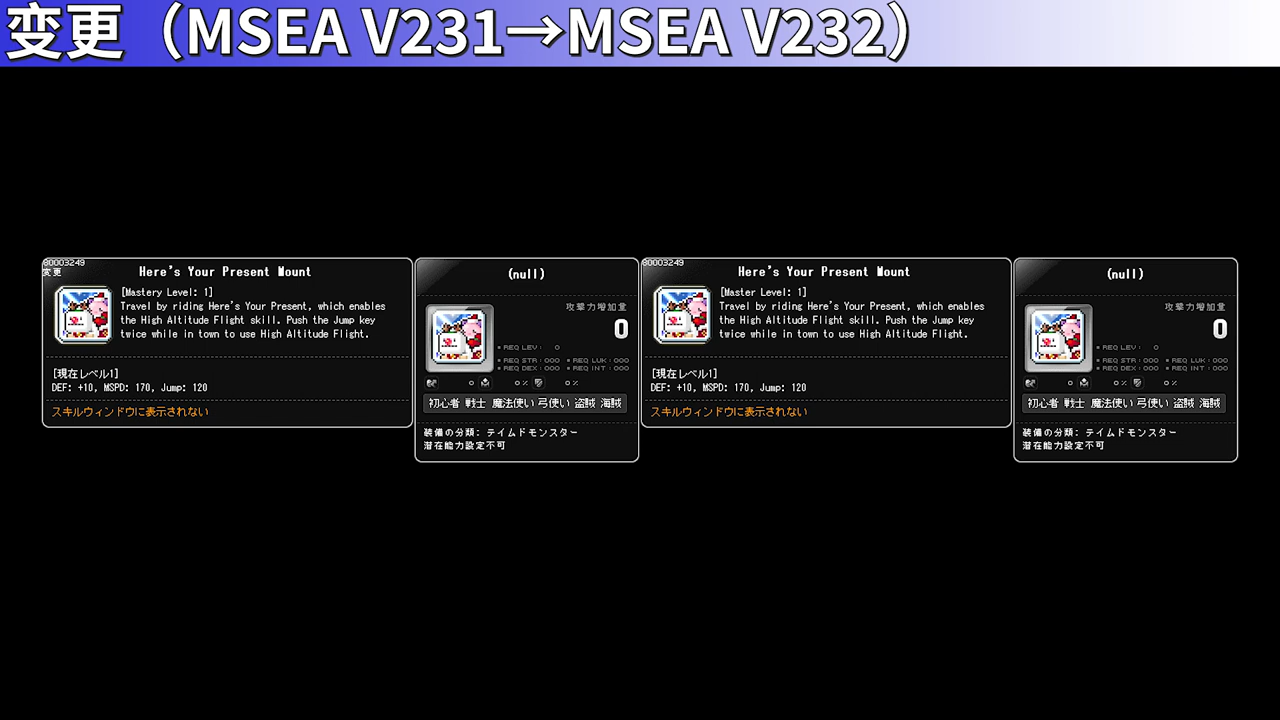 変更（MSEA V231→MSEA V232）
80003249
変更
Here's Your Present Mount
[Mastery Level: 1]
Travel by riding Here's Your Present, which enables
the High Altitude Flight skill. Push the Jump key
twice while in town to use High Altitude Flight.
[現在レベル1]
DEF: +10, MSPD: 170, Jump: 120
スキルウィンドウに表示されない
(null)
攻撃力増加量
0
REQ LEV : 0
REQ STR : 000 REQ LUK : 000
REQ DEX : 000 REQ INT : 000
0 0% 0%
初心者 戦士 魔法使い 弓使い 盗賊 海賊
装備の分類: テイムドモンスター
潜在能力設定不可
80003249
Here's Your Present Mount
[Master Level: 1]
Travel by riding Here's Your Present, which enables
the High Altitude Flight skill. Push the Jump key
twice while in town to use High Altitude Flight.
[現在レベル1]
DEF: +10, MSPD: 170, Jump: 120
スキルウィンドウに表示されない
(null)
攻撃力増加量
0
REQ LEV : 0
REQ STR : 000 REQ LUK : 000
REQ DEX : 000 REQ INT : 000
0 0% 0%
初心者 戦士 魔法使い 弓使い 盗賊 海賊
装備の分類: テイムドモンスター
潜在能力設定不可